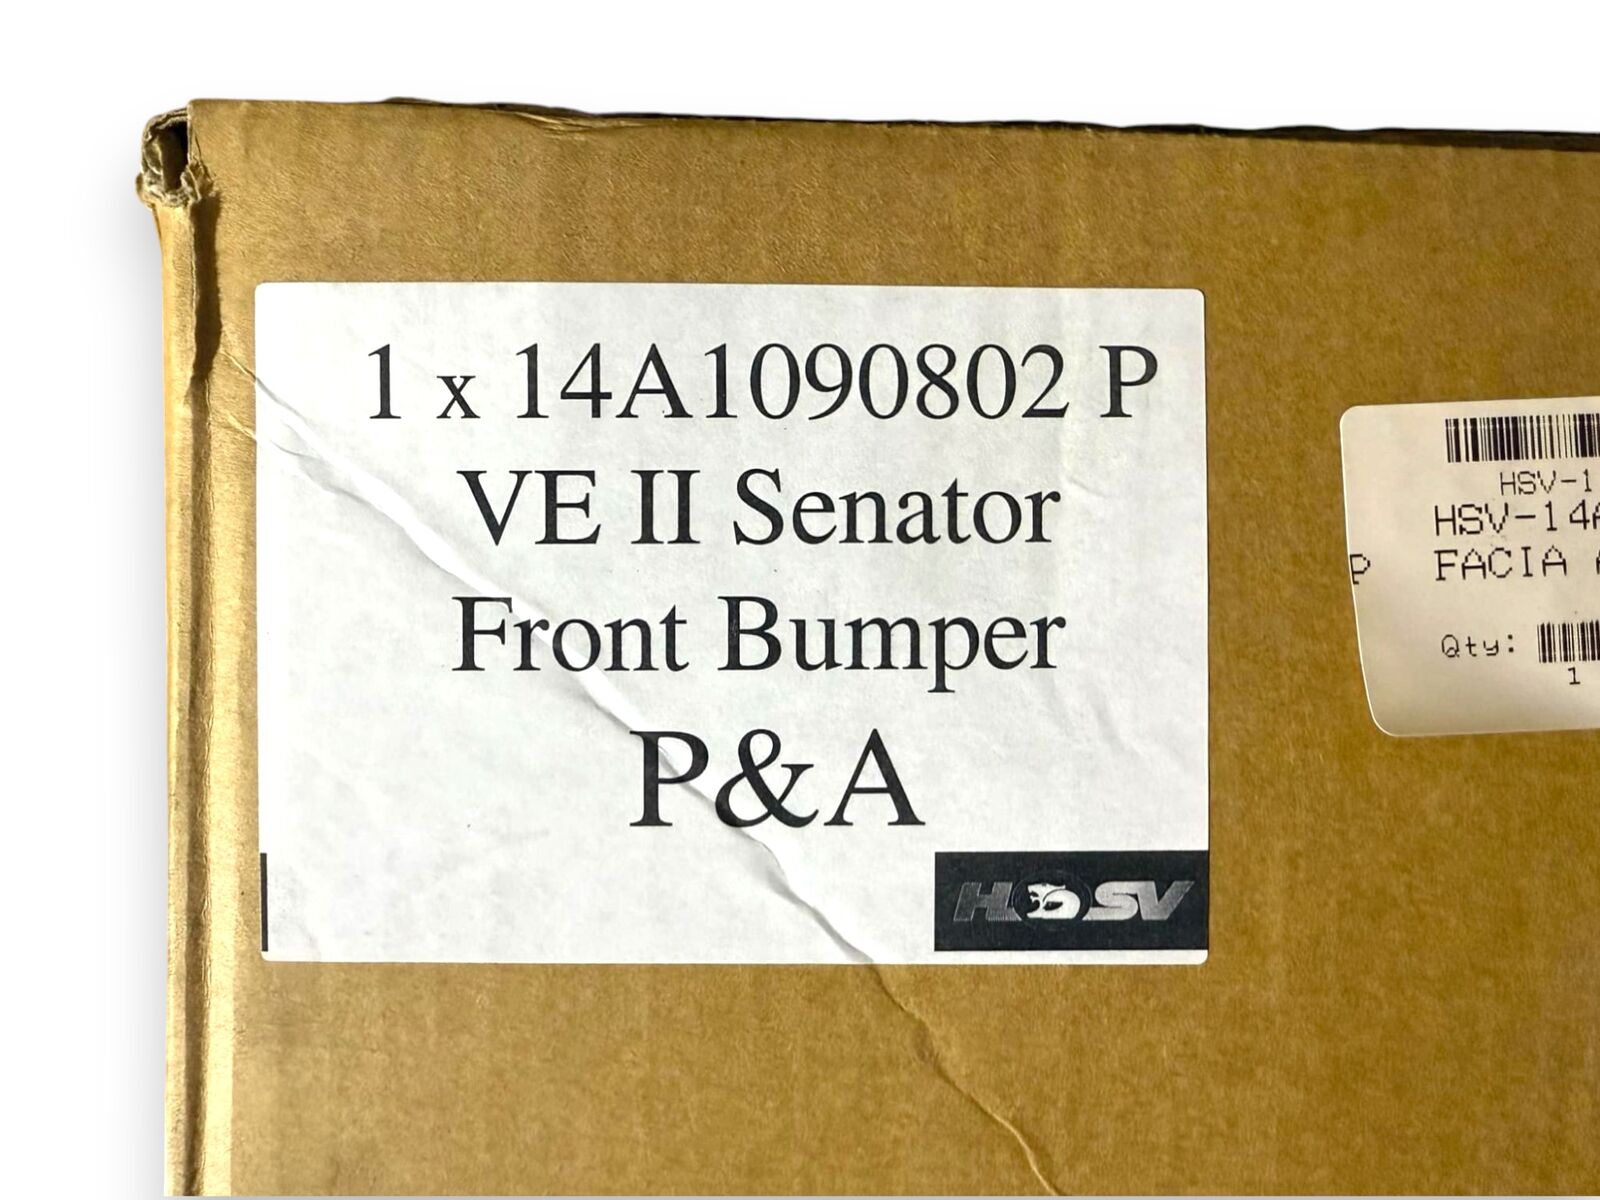 1 x 14A1090802 P
VE II Senator
Front Bumper
P&A
HSV
HSV-1
HSV-14A
P FACIA
Qty:
1